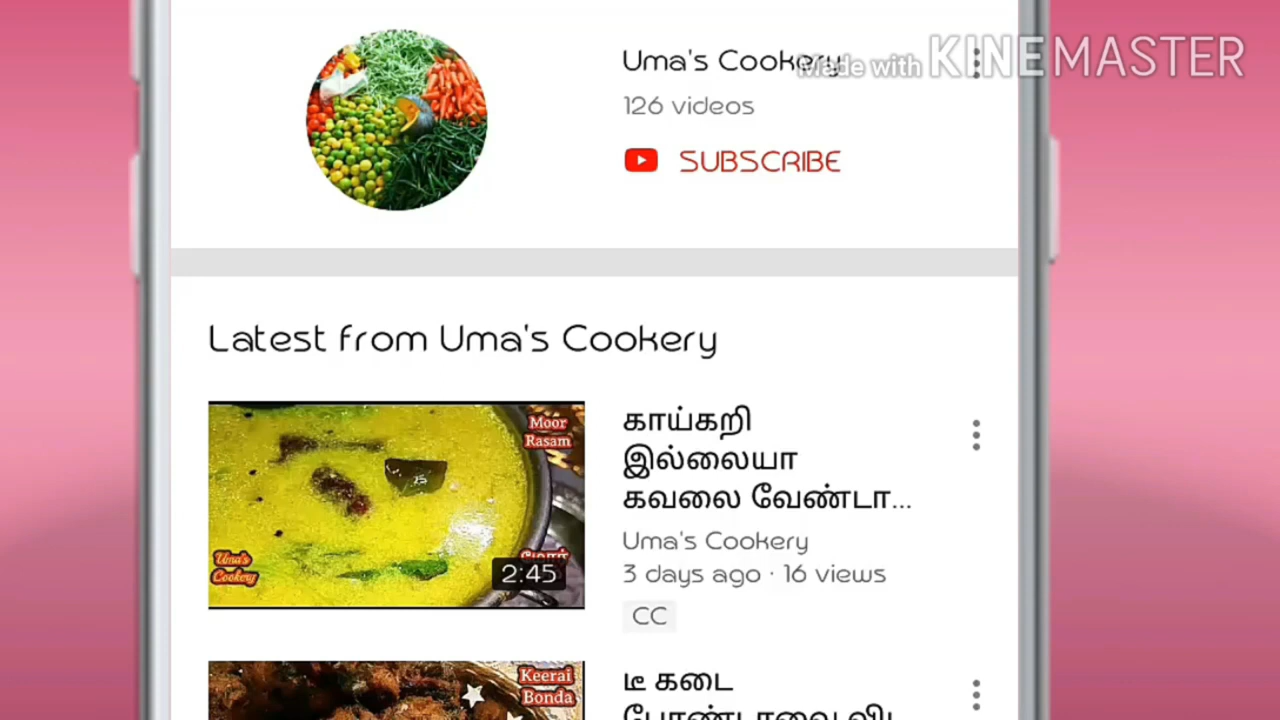 Uma's Cookery
Made with KINEMASTER
126 videos
SUBSCRIBE
Latest from Uma's Cookery
Moor
Rasam
காய்கறி
இல்லையா
கவலை வேண்டா...
Uma's Cookery
3 days ago · 16 views
CC
Uma's
Cookery
மோர்
2:45
Keerai
Bonda
டீ கடை